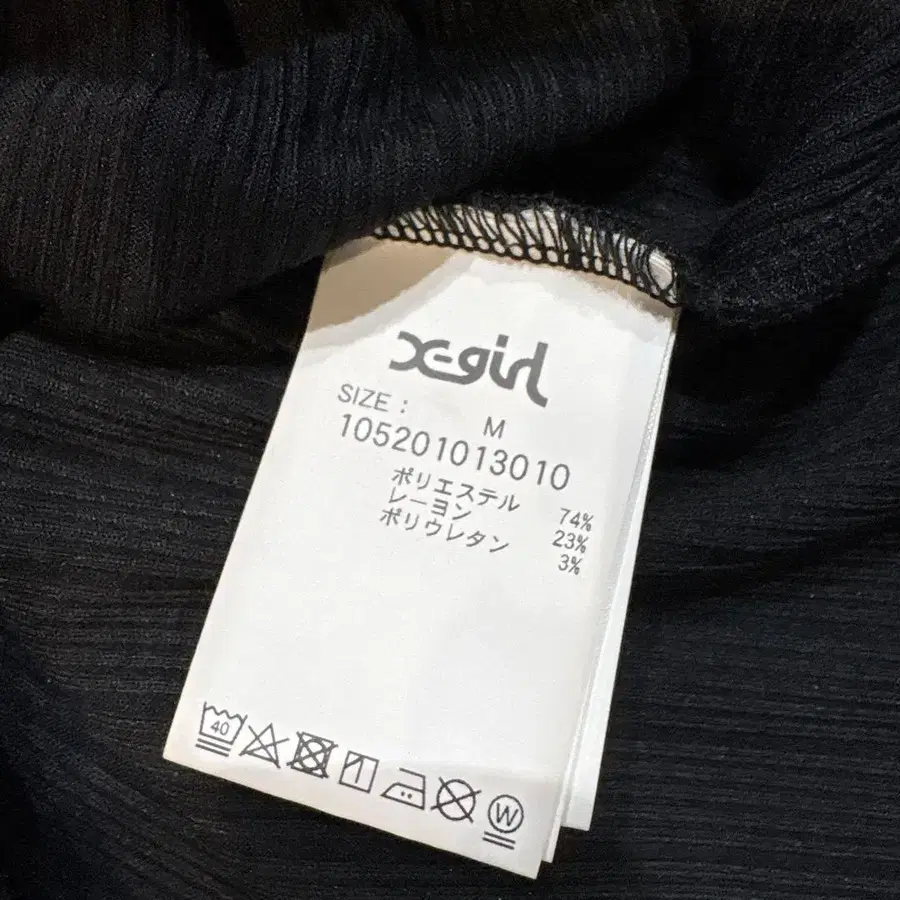 X-girl
SIZE : M
105201013010
ポリエステル 74%
レーヨン 23%
ポリウレタン 3%
40 W